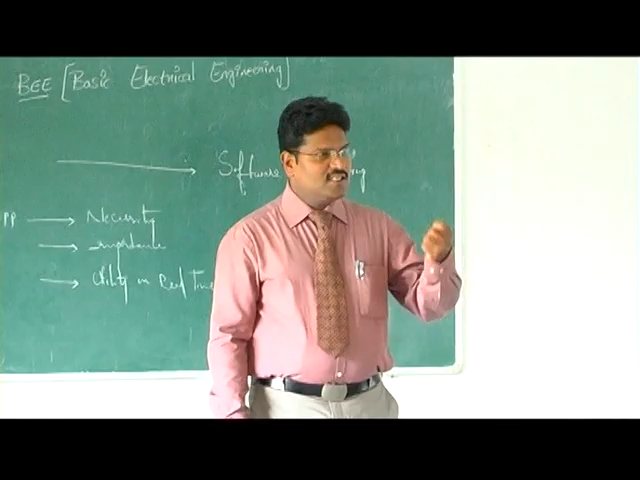 BEE [Basic Electrical Engineering]
Software
PP → Necessity
→ importance
→ Utility in Real Time